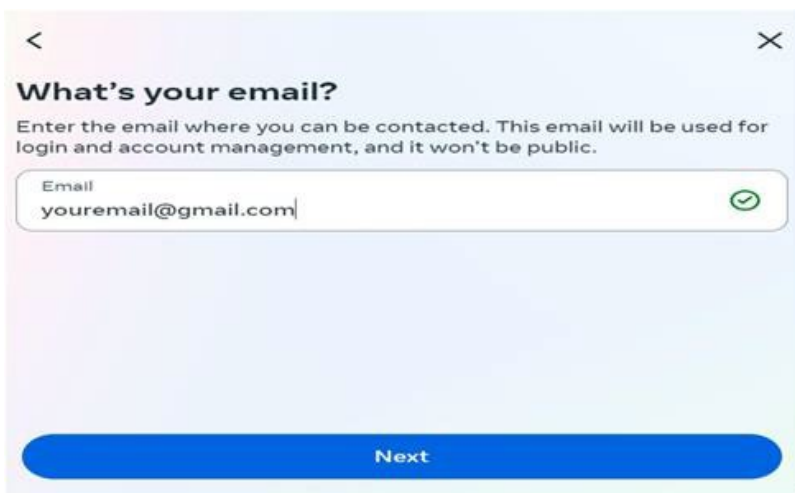 What's your email?
Enter the email where you can be contacted. This email will be used for
login and account management, and it won't be public.
Email
youremail@gmail.com
Next